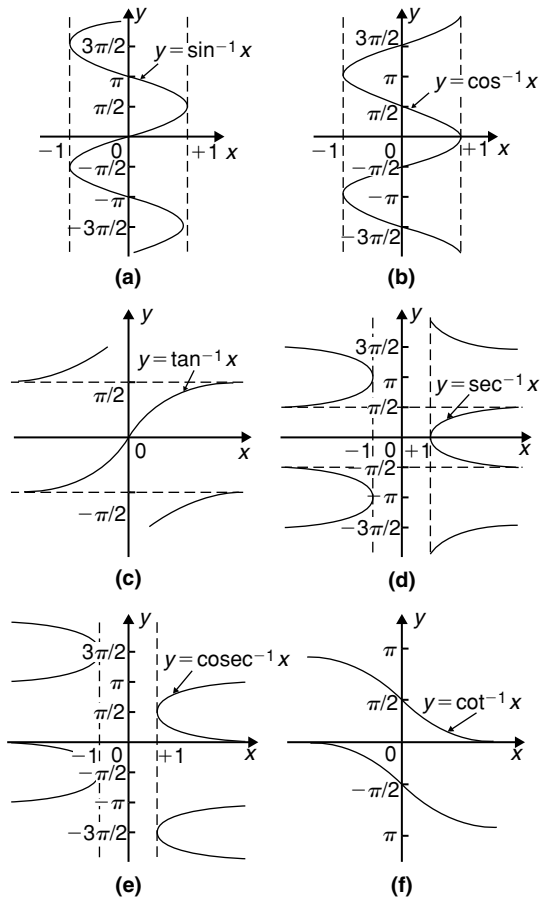 y
3π/2
y = sin⁻¹ x
π
π/2
−1
0
+1 x
−π/2
−π
−3π/2
(a)
y
3π/2
π
y = cos⁻¹ x
π/2
−1
0
+1 x
−π/2
−π
−3π/2
(b)
y
y = tan⁻¹ x
π/2
0
x
−π/2
(c)
y
3π/2
π
y = sec⁻¹ x
π/2
−1
0
+1
x
−π/2
−π
−3π/2
(d)
y
3π/2
y = cosec⁻¹ x
π
π/2
−1
0
+1
x
−π/2
−π
−3π/2
(e)
y
π
π/2
y = cot⁻¹ x
0
x
−π/2
π
(f)